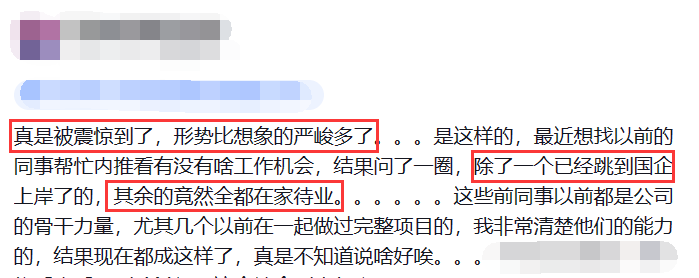 真是被震惊到了，形势比想象的严峻多了。。。是这样的，最近想找以前的
同事帮忙内推看有没有啥工作机会，结果问了一圈，除了一个已经跳到国企
上岸了的，其余的竟然全都在家待业。。。。。。这些前同事以前都是公司
的骨干力量，尤其几个以前在一起做过完整项目的，我非常清楚他们的能力
的，结果现在都成这样了，真是不知道说啥好唉。。。